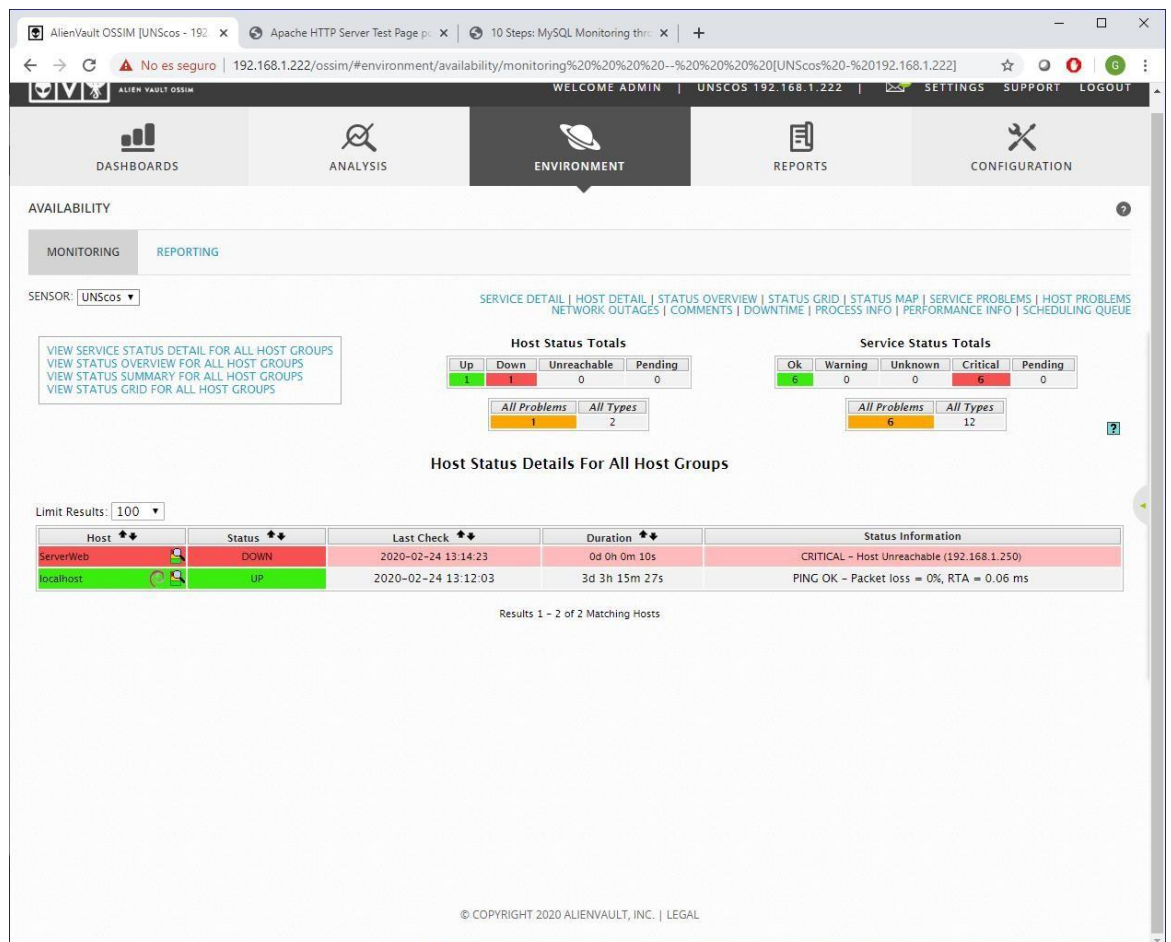 AlienVault OSSIM [UNScos - 192
Apache HTTP Server Test Page po
10 Steps: MySQL Monitoring thro
No es seguro | 192.168.1.222/ossim/#environment/availability/monitoring%20%20%20%20--%20%20%20%20[UNScos%20-%20192.168.1.222]
G
ALIEN VAULT OSSIM
WELCOME ADMIN | UNSCOS 192.168.1.222 | SETTINGS SUPPORT LOGOUT
DASHBOARDS ANALYSIS ENVIRONMENT REPORTS CONFIGURATION
AVAILABILITY ?
MONITORING REPORTING
SENSOR: UNScos
SERVICE DETAIL | HOST DETAIL | STATUS OVERVIEW | STATUS GRID | STATUS MAP | SERVICE PROBLEMS | HOST PROBLEMS
NETWORK OUTAGES | COMMENTS | DOWNTIME | PROCESS INFO | PERFORMANCE INFO | SCHEDULING QUEUE
VIEW SERVICE STATUS DETAIL FOR ALL HOST GROUPS
VIEW STATUS OVERVIEW FOR ALL HOST GROUPS
VIEW STATUS SUMMARY FOR ALL HOST GROUPS
VIEW STATUS GRID FOR ALL HOST GROUPS
Host Status Totals
Up Down Unreachable Pending
1 1 0 0
All Problems All Types
1 2
Service Status Totals
Ok Warning Unknown Critical Pending
6 0 0 6 0
All Problems All Types
6 12
?
Host Status Details For All Host Groups
Limit Results: 100
Host Status Last Check Duration Status Information
ServerWeb DOWN 2020-02-24 13:14:23 0d 0h 0m 10s CRITICAL - Host Unreachable (192.168.1.250)
localhost UP 2020-02-24 13:12:03 3d 3h 15m 27s PING OK - Packet loss = 0%, RTA = 0.06 ms
Results 1 - 2 of 2 Matching Hosts
© COPYRIGHT 2020 ALIENVAULT, INC. | LEGAL